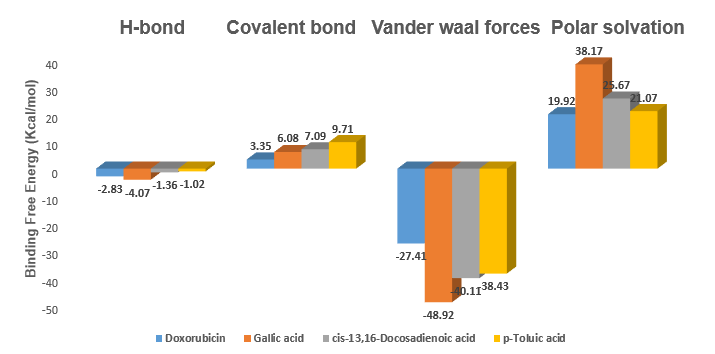 H-bond Covalent bond Vander waal forces Polar solvation
Binding Free Energy (Kcal/mol)
40
30
20
10
0
-10
-20
-30
-40
-50
-2.83 -4.07 -1.36 -1.02
3.35 6.08 7.09 9.71
-27.41 -48.92 -40.11 -38.43
19.92 38.17 25.67 21.07
Doxorubicin Gallic acid cis-13,16-Docosadienoic acid p-Toluic acid